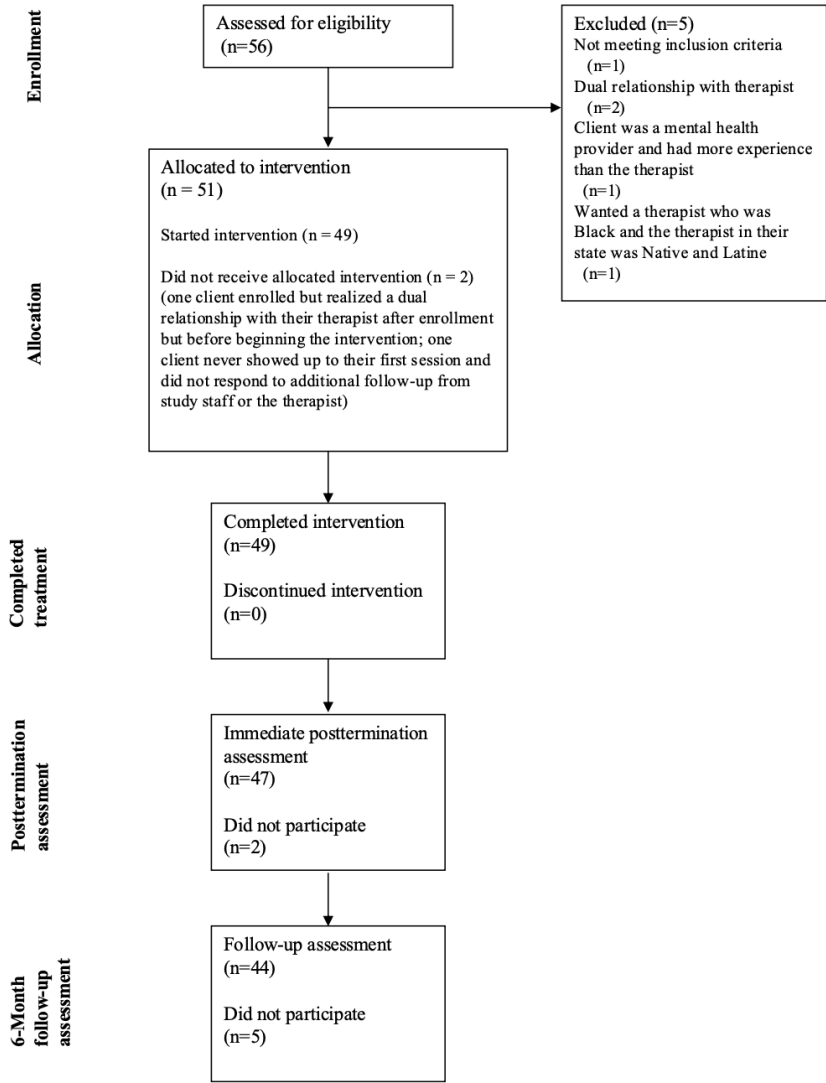 Enrollment
Assessed for eligibility
(n=56)
Excluded (n=5)
Not meeting inclusion criteria
(n=1)
Dual relationship with therapist
(n=2)
Client was a mental health
provider and had more experience
than the therapist
(n=1)
Wanted a therapist who was
Black and the therapist in their
state was Native and Latine
(n=1)
Allocation
Allocated to intervention
(n = 51)
Started intervention (n = 49)
Did not receive allocated intervention (n = 2)
(one client enrolled but realized a dual
relationship with their therapist after enrollment
but before beginning the intervention; one
client never showed up to their first session and
did not respond to additional follow-up from
study staff or the therapist)
Completed
treatment
Completed intervention
(n=49)
Discontinued intervention
(n=0)
Posttermination
assessment
Immediate posttermination
assessment
(n=47)
Did not participate
(n=2)
6-Month
follow-up
assessment
Follow-up assessment
(n=44)
Did not participate
(n=5)